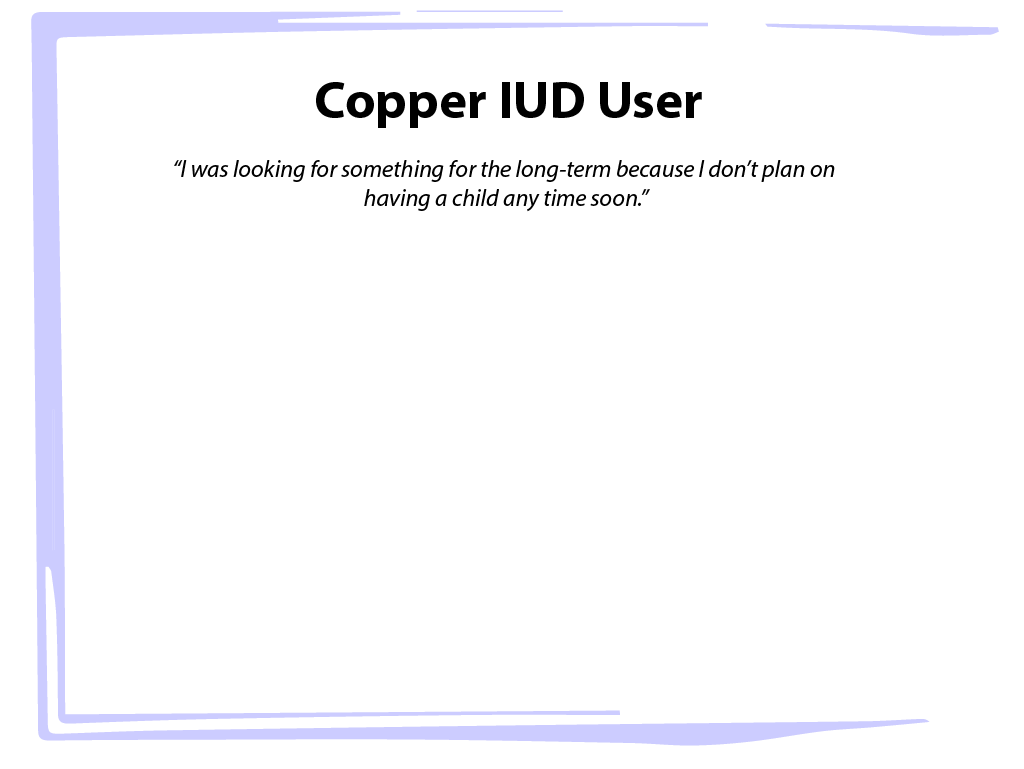 Copper IUD User
“I was looking for something for the long-term because I don’t plan on
having a child any time soon.”